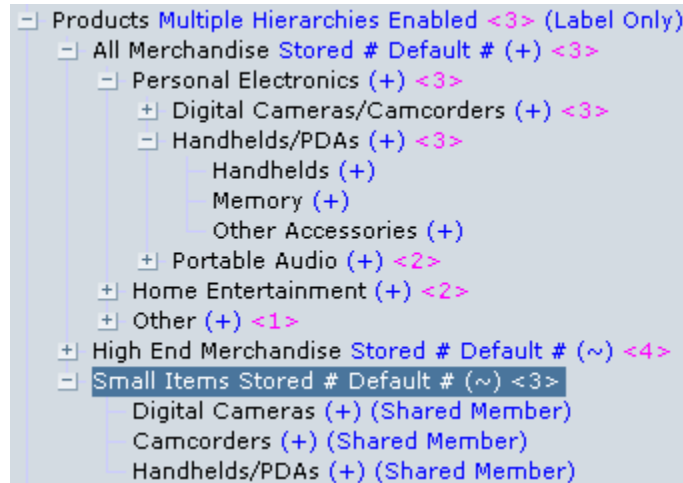 Products Multiple Hierarchies Enabled <3> (Label Only)
All Merchandise Stored # Default # (+) <3>
Personal Electronics (+) <3>
Digital Cameras/Camcorders (+) <3>
Handhelds/PDAs (+) <3>
Handhelds (+)
Memory (+)
Other Accessories (+)
Portable Audio (+) <2>
Home Entertainment (+) <2>
Other (+) <1>
High End Merchandise Stored # Default # (~) <4>
Small Items Stored # Default # (~) <3>
Digital Cameras (+) (Shared Member)
Camcorders (+) (Shared Member)
Handhelds/PDAs (+) (Shared Member)